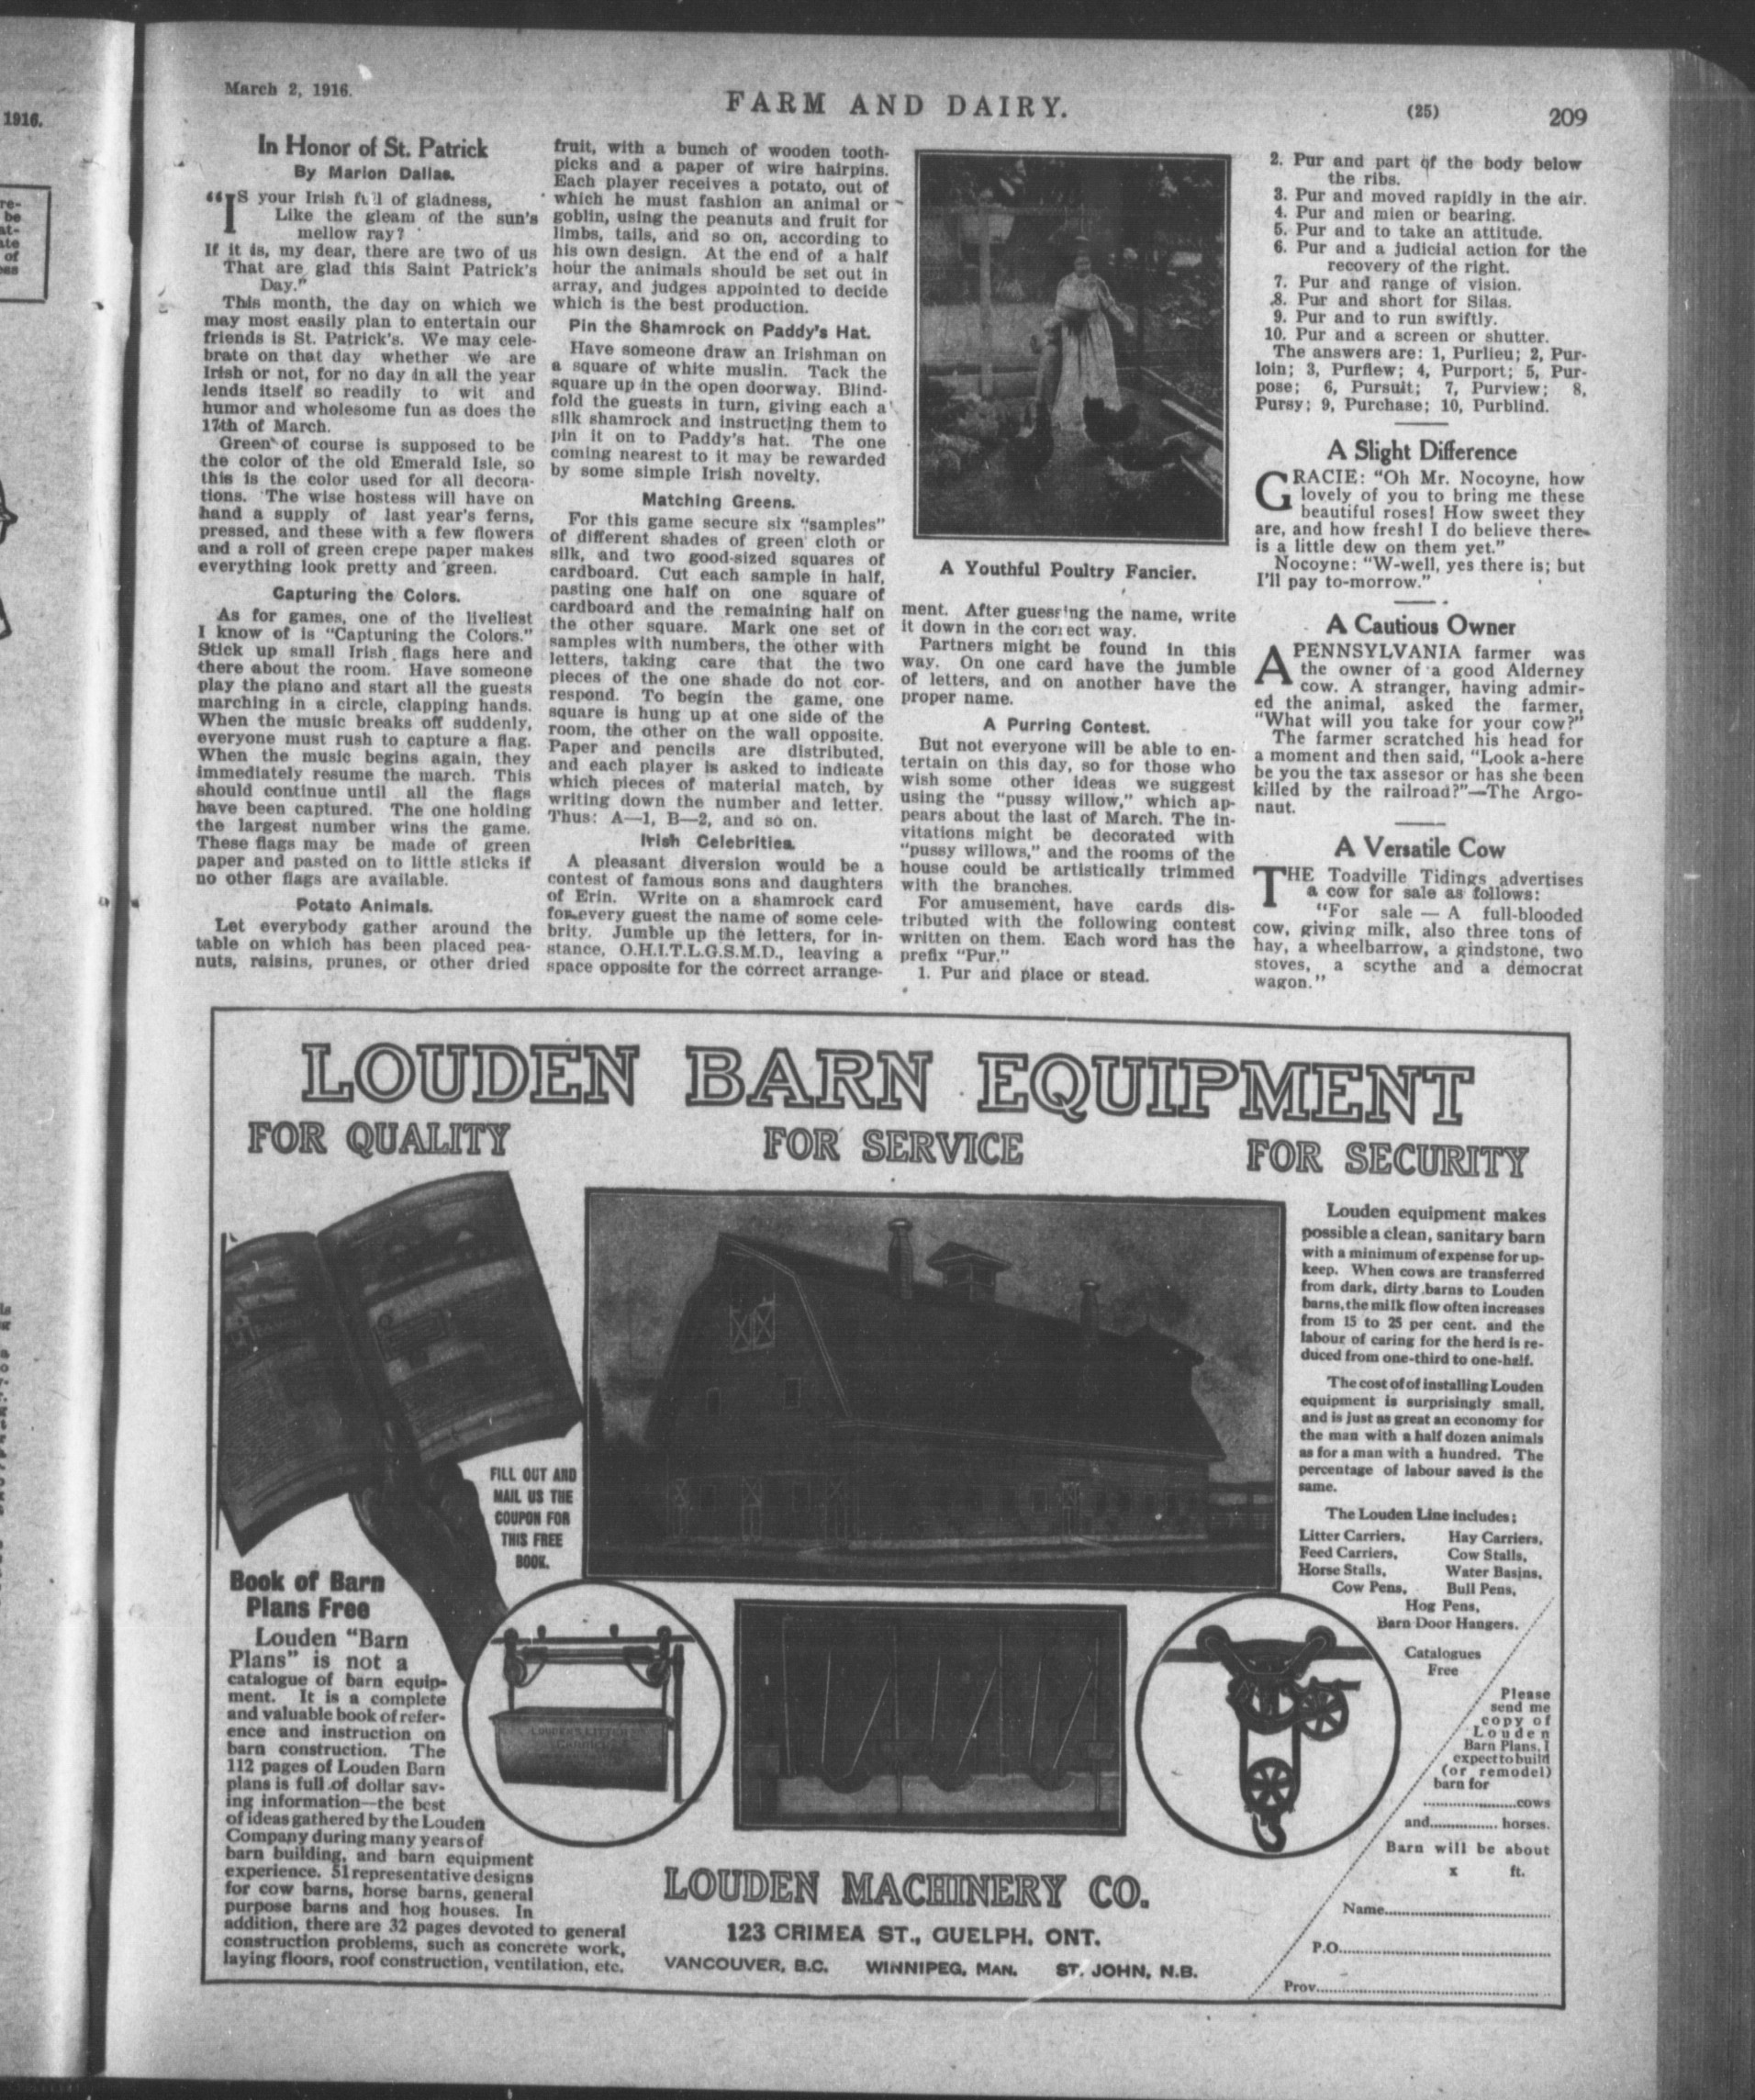 March 2, 1916.
FARM AND DAIRY.
(25)
209
1916.
In Honor of St. Patrick
By Marion Dallas.
"IS your Irish full of gladness,
Like the gleam of the sun's
mellow ray?
If it is, my dear, there are two of us
That are glad this Saint Patrick's
Day."
This month, the day on which we
may most easily plan to entertain our
friends is St. Patrick's. We may cele-
brate on that day whether we are
Irish or not, for no day in all the year
lends itself so readily to wit and
humor and wholesome fun as does the
17th of March.
Green of course is supposed to be
the color of the old Emerald Isle, so
this is the color used for all decora-
tions. The wise hostess will have on
hand a supply of last year's ferns,
pressed, and these with a few flowers
and a roll of green crepe paper makes
everything look pretty and green.
Capturing the Colors.
As for games, one of the liveliest
I know of is "Capturing the Colors."
Stick up small Irish flags here and
there about the room. Have someone
play the piano and start all the guests
marching in a circle, clapping hands.
When the music breaks off suddenly,
everyone must rush to capture a flag.
When the music begins again, they
immediately resume the march. This
should continue until all the flags
have been captured. The one holding
the largest number wins the game.
These flags may be made of green
paper and pasted on to little sticks if
no other flags are available.
Potato Animals.
Let everybody gather around the
table on which has been placed pea-
nuts, raisins, prunes, or other dried
fruit, with a bunch of wooden tooth-
picks and a paper of wire hairpins.
Each player receives a potato, out of
which he must fashion an animal or
goblin, using the peanuts and fruit for
limbs, tails, and so on, according to
his own design. At the end of a half
hour the animals should be set out in
array, and judges appointed to decide
which is the best production.
Pin the Shamrock on Paddy's Hat.
Have someone draw an Irishman on
a square of white muslin. Tack the
square up in the open doorway. Blind-
fold the guests in turn, giving each a
silk shamrock and instructing them to
pin it on to Paddy's hat. The one
coming nearest to it may be rewarded
by some simple Irish novelty.
Matching Greens.
For this game secure six "samples"
of different shades of green cloth or
silk, and two good-sized squares of
cardboard. Cut each sample in half,
pasting one half on one square of
cardboard and the remaining half on
the other square. Mark one set of
samples with numbers, the other with
letters, taking care that the two
pieces of the one shade do not cor-
respond. To begin the game, one
square is hung up at one side of the
room, the other on the wall opposite.
Paper and pencils are distributed,
and each player is asked to indicate
which pieces of material match, by
writing down the number and letter.
Thus: A—1, B—2, and so on.
Irish Celebrities.
A pleasant diversion would be a
contest of famous sons and daughters
of Erin. Write on a shamrock card
for every guest the name of some cele-
brity. Jumble up the letters, for in-
stance, O.H.I.T.L.G.S.M.D., leaving a
space opposite for the correct arrange-
A Youthful Poultry Fancier.
ment. After guessing the name, write
it down in the correct way.
Partners might be found in this
way. On one card have the jumble
of letters, and on another have the
proper name.
A Purring Contest.
But not everyone will be able to en-
tertain on this day, so for those who
wish some other ideas we suggest
using the "pussy willow," which ap-
pears about the last of March. The in-
vitations might be decorated with
"pussy willows," and the rooms of the
house could be artistically trimmed
with the branches.
For amusement, have cards dis-
tributed with the following contest
written on them. Each word has the
prefix "Pur."
1. Pur and place or stead.
2. Pur and part of the body below
the ribs.
3. Pur and moved rapidly in the air.
4. Pur and mien or bearing.
5. Pur and to take an attitude.
6. Pur and a judicial action for the
recovery of the right.
7. Pur and range of vision.
8. Pur and short for Silas.
9. Pur and to run swiftly.
10. Pur and a screen or shutter.
The answers are: 1, Purlieu; 2, Pur-
loin; 3, Purflew; 4, Purport; 5, Pur-
pose; 6, Pursuit; 7, Purview; 8,
Pursy; 9, Purchase; 10, Purblind.
A Slight Difference
GRACIE: "Oh Mr. Nocoyne, how
lovely of you to bring me these
beautiful roses! How sweet they
are, and how fresh! I do believe there
is a little dew on them yet."
Nocoyne: "W-well, yes there is; but
I'll pay to-morrow."
A Cautious Owner
A PENNSYLVANIA farmer was
the owner of a good Alderney
cow. A stranger, having admir-
ed the animal, asked the farmer,
"What will you take for your cow?"
The farmer scratched his head for
a moment and then said, "Look a-here
be you the tax assesor or has she been
killed by the railroad?"—The Argo-
naut.
A Versatile Cow
THE Toadville Tidings advertises
a cow for sale as follows:
"For sale — A full-blooded
cow, giving milk, also three tons of
hay, a wheelbarrow, a gindstone, two
stoves, a scythe and a democrat
wagon."
LOUDEN BARN EQUIPMENT
FOR QUALITY
FOR SERVICE
FOR SECURITY
FILL OUT AND
MAIL US THE
COUPON FOR
THIS FREE
BOOK.
Book of Barn
Plans Free
Louden "Barn
Plans" is not a
catalogue of barn equip-
ment. It is a complete
and valuable book of refer-
ence and instruction on
barn construction. The
112 pages of Louden Barn
plans is full of dollar sav-
ing information—the best
of ideas gathered by the Louden
Company during many years of
barn building, and barn equipment
experience. 51 representative designs
for cow barns, horse barns, general
purpose barns and hog houses. In
addition, there are 32 pages devoted to general
construction problems, such as concrete work,
laying floors, roof construction, ventilation, etc.
LOUDEN'S LITTER
CARRIER
Louden equipment makes
possible a clean, sanitary barn
with a minimum of expense for up-
keep. When cows are transferred
from dark, dirty barns to Louden
barns, the milk flow often increases
from 15 to 25 per cent. and the
labour of caring for the herd is re-
duced from one-third to one-half.
The cost of of installing Louden
equipment is surprisingly small,
and is just as great an economy for
the man with a half dozen animals
as for a man with a hundred. The
percentage of labour saved is the
same.
The Louden Line includes:
Litter Carriers, Hay Carriers,
Feed Carriers, Cow Stalls,
Horse Stalls, Water Basins,
Cow Pens, Bull Pens,
Hog Pens,
Barn Door Hangers.
Catalogues
Free
Please
send me
copy of
Louden
Barn Plans. I
expect to build
(or remodel)
barn for
....................cows
and............... horses.
Barn will be about
x ft.
Name....................
P.O....................
Prov....................
LOUDEN MACHINERY CO.
123 CRIMEA ST., GUELPH, ONT.
VANCOUVER, B.C. WINNIPEG, MAN. ST. JOHN, N.B.